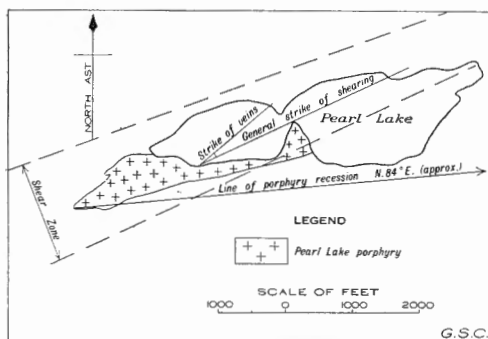 NORTH AST
Strike of veins
General strike of shearing
Pearl Lake
Shear Zone
Line of porphyry recession N.84°E. (approx.)
LEGEND
Pearl Lake porphyry
SCALE OF FEET
1000 0 1000 2000
G.S.C.